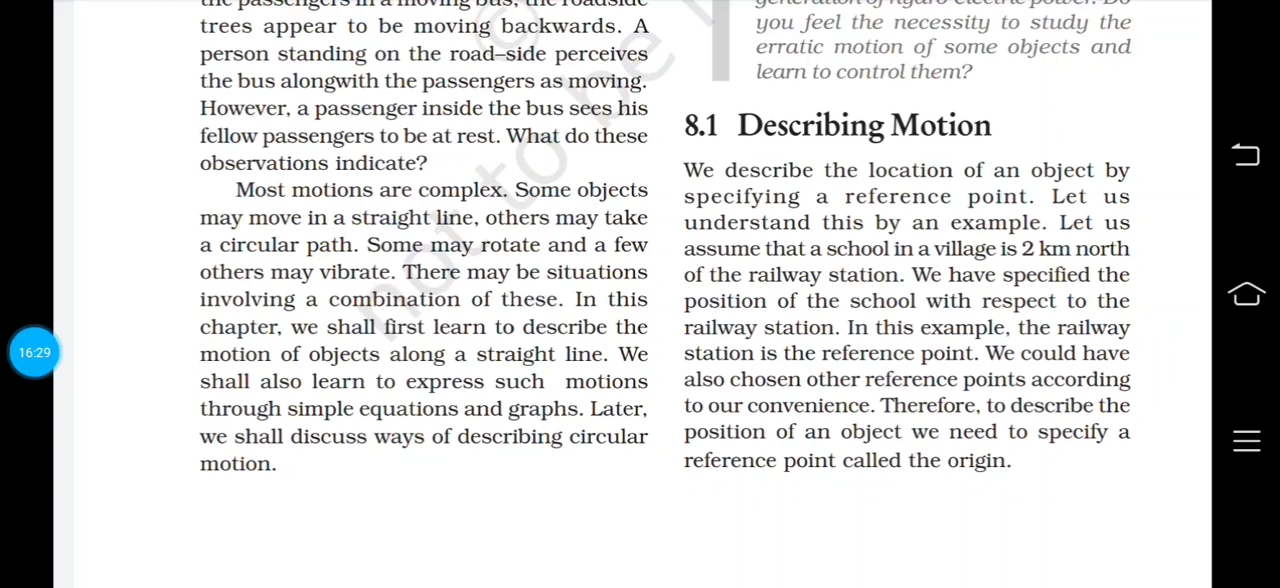 trees appear to be moving backwards. A
person standing on the road–side perceives
the bus alongwith the passengers as moving.
However, a passenger inside the bus sees his
fellow passengers to be at rest. What do these
observations indicate?
Most motions are complex. Some objects
may move in a straight line, others may take
a circular path. Some may rotate and a few
others may vibrate. There may be situations
involving a combination of these. In this
chapter, we shall first learn to describe the
motion of objects along a straight line. We
shall also learn to express such motions
through simple equations and graphs. Later,
we shall discuss ways of describing circular
motion.
you feel the necessity to study the
erratic motion of some objects and
learn to control them?
8.1 Describing Motion
We describe the location of an object by
specifying a reference point. Let us
understand this by an example. Let us
assume that a school in a village is 2 km north
of the railway station. We have specified the
position of the school with respect to the
railway station. In this example, the railway
station is the reference point. We could have
also chosen other reference points according
to our convenience. Therefore, to describe the
position of an object we need to specify a
reference point called the origin.
not to be
16:29